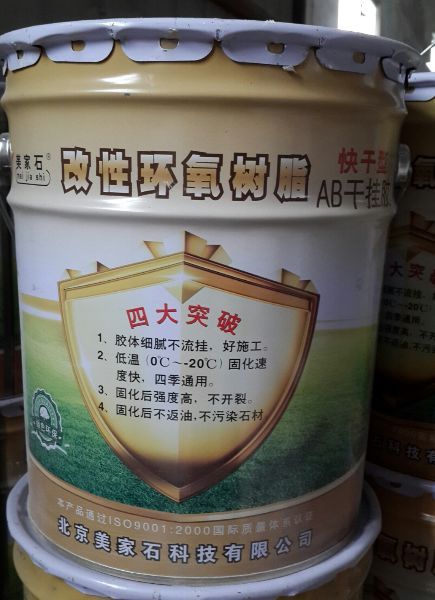 美家石®
mei jia shi
改性环氧树脂
快干型
AB干挂胶
四大突破
1、胶体细腻不流挂，好施工。
2、低温(0℃～-20℃)固化速
度快，四季通用。
3、固化后强度高，不开裂。
4、固化后不返油，不污染石材
本产品通过ISO9001:2000国际质量体系认证
北京美家石科技有限公司